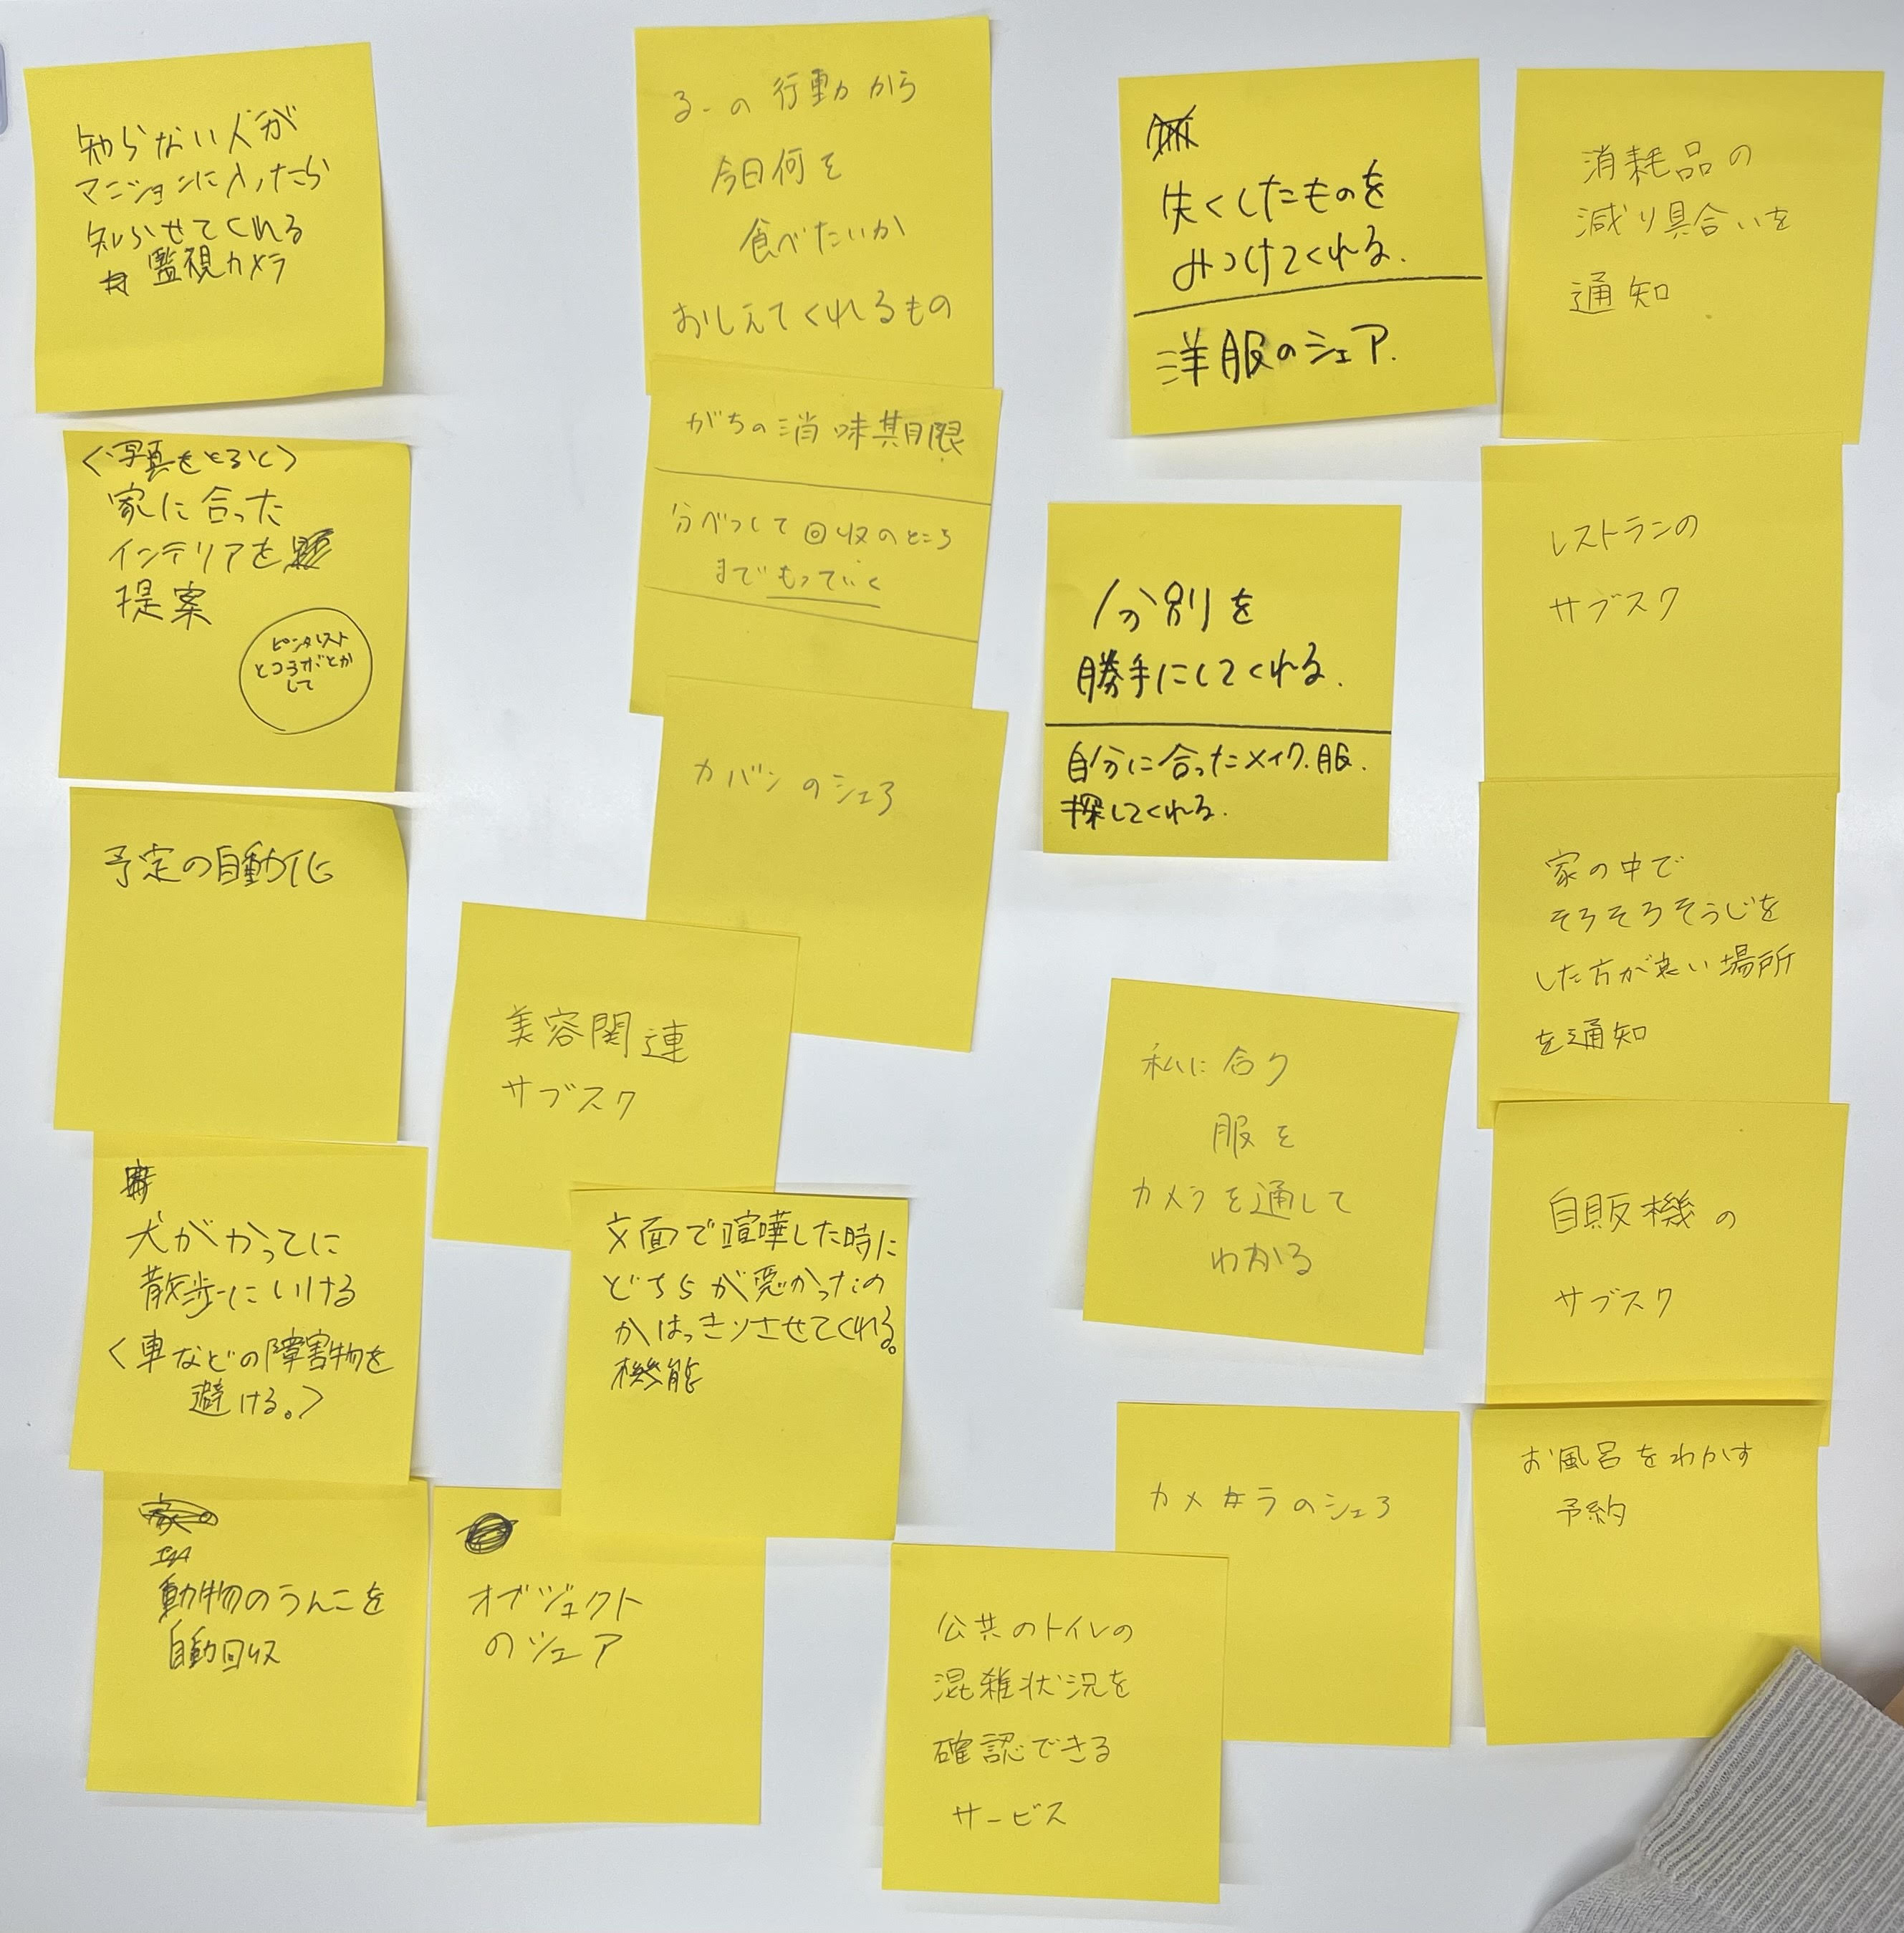 知らない人が
マンションに入ったら
知らせてくれる
監視カメラ
〈写真をとると〉
家に合った
インテリアを
提案
ピンタレスト
とコラボとか
して
予定の自動化
犬がかってに
散歩にいける
〈車などの障害物を
避ける。〉
動物のうんこを
自動回収
るーの行動から
今日何を
食べたいか
おしえてくれるもの
がちの消味期限
分べつして回収のところ
までもっていく
カバンのシェア
美容関連
サブスク
文面で喧嘩した時に
どちらが悪かったの
かはっきりさせてくれる。
機能
オブジェクト
のシェア
失くしたものを
みつけてくれる.
洋服のシェア.
分別を
勝手にしてくれる.
自分に合ったメイク.服.
探してくれる.
私に合う
服を
カメラを通して
わかる
カメラのシェア
公共のトイレの
混雑状況を
確認できる
サービス
消耗品の
減り具合いを
通知
レストランの
サブスク
家の中で
そろそろそうじを
した方が良い場所
を通知
自販機の
サブスク
お風呂をわかす
予約